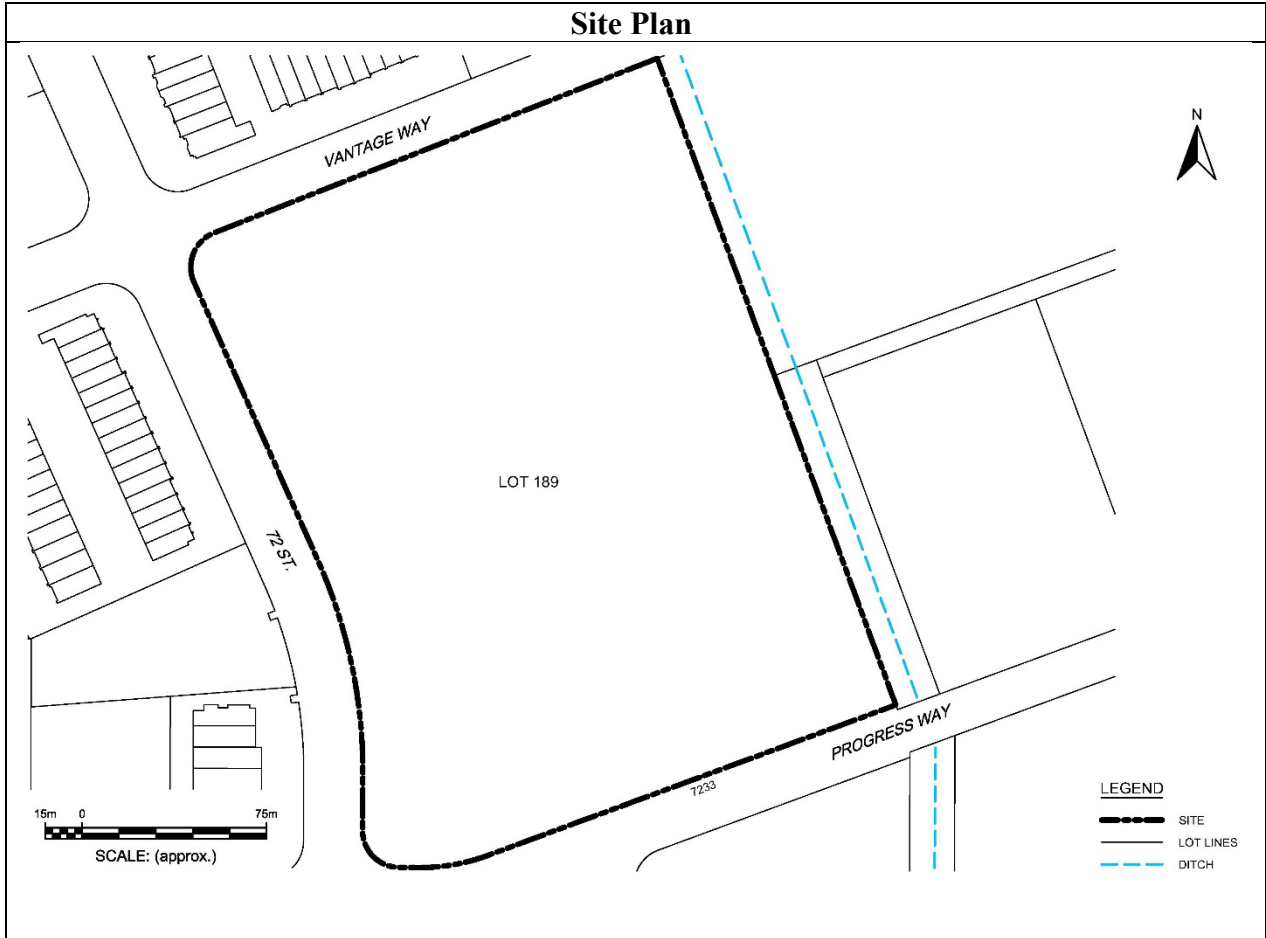 Site Plan
VANTAGE WAY
N
LOT 189
72 ST.
PROGRESS WAY
7233
15m 0 75m
SCALE: (approx.)
LEGEND
SITE
LOT LINES
DITCH